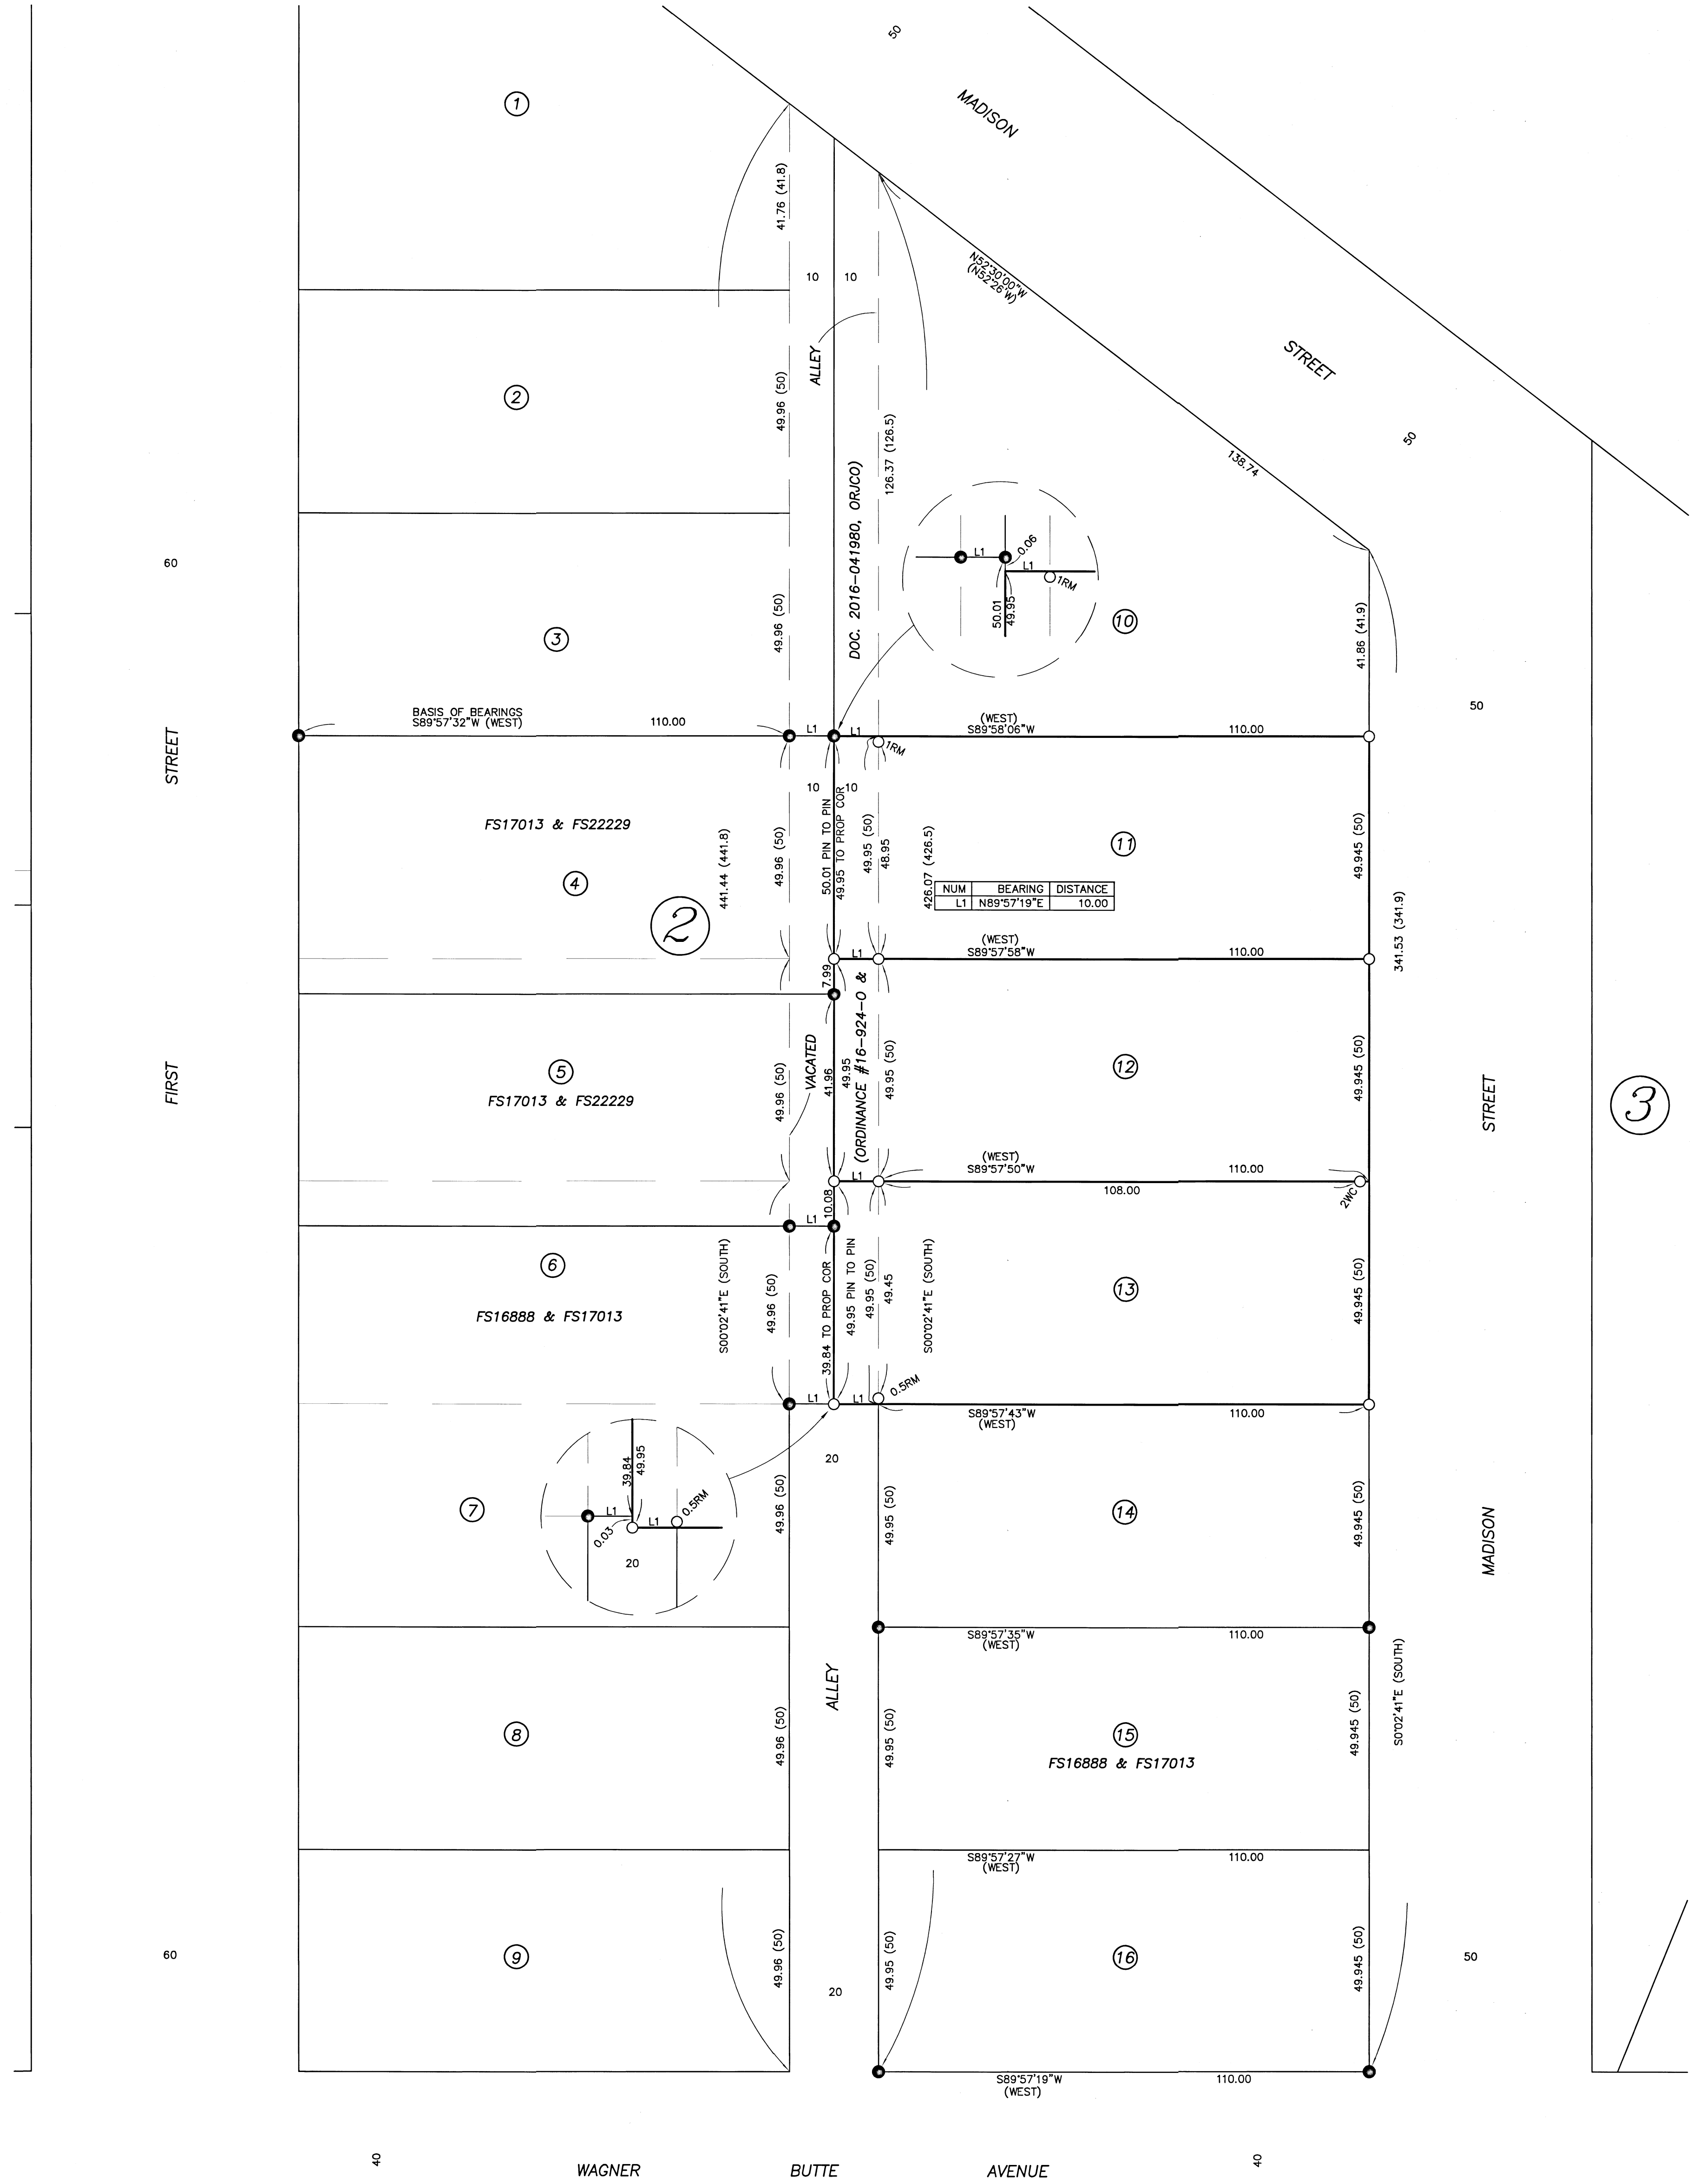 50
MADISON
1
41.76 (41.8)
10
10
N52°30'00"W
(N52°26'W)
STREET
50
ALLEY
2
49.96 (50)
126.37 (126.5)
138.74
DOC. 2016-041980, ORJCO)
60
L1
0.06
L1
1RM
50.01
49.95
3
49.96 (50)
10
41.86 (41.9)
50
BASIS OF BEARINGS
S89°57'32"W (WEST)
110.00
L1
L1
1RM
(WEST)
S89°58'06"W
110.00
STREET
10
10
FS17013 & FS22229
4
2
441.44 (441.8)
49.96 (50)
50.01 PIN TO PIN
49.95 TO PROP COR
49.95 (50)
48.95
426.07 (426.5)
11
49.945 (50)
NUM BEARING DISTANCE
L1 N89°57'19"E 10.00
341.53 (341.9)
L1
(WEST)
S89°57'58"W
110.00
7.99
FIRST
5
FS17013 & FS22229
49.96 (50)
VACATED
41.96
49.95
(ORDINANCE #16-924-O &
49.95 (50)
12
49.945 (50)
STREET
3
L1
(WEST)
S89°57'50"W
110.00
108.00
2WC
10.08
L1
6
FS16888 & FS17013
S00°02'41"E (SOUTH)
49.96 (50)
39.84 TO PROP COR
49.95 PIN TO PIN
49.95 (50)
49.45
S00°02'41"E (SOUTH)
13
49.945 (50)
L1
L1
0.5RM
S89°57'43"W
(WEST)
110.00
20
39.84
49.95
L1
L1
0.5RM
0.03
20
7
49.96 (50)
49.95 (50)
14
49.945 (50)
MADISON
S89°57'35"W
(WEST)
110.00
8
49.96 (50)
ALLEY
49.95 (50)
15
FS16888 & FS17013
49.945 (50)
S0°02'41"E (SOUTH)
S89°57'27"W
(WEST)
110.00
60
9
49.96 (50)
20
49.95 (50)
16
49.945 (50)
50
S89°57'19"W
(WEST)
110.00
40
WAGNER BUTTE AVENUE
40